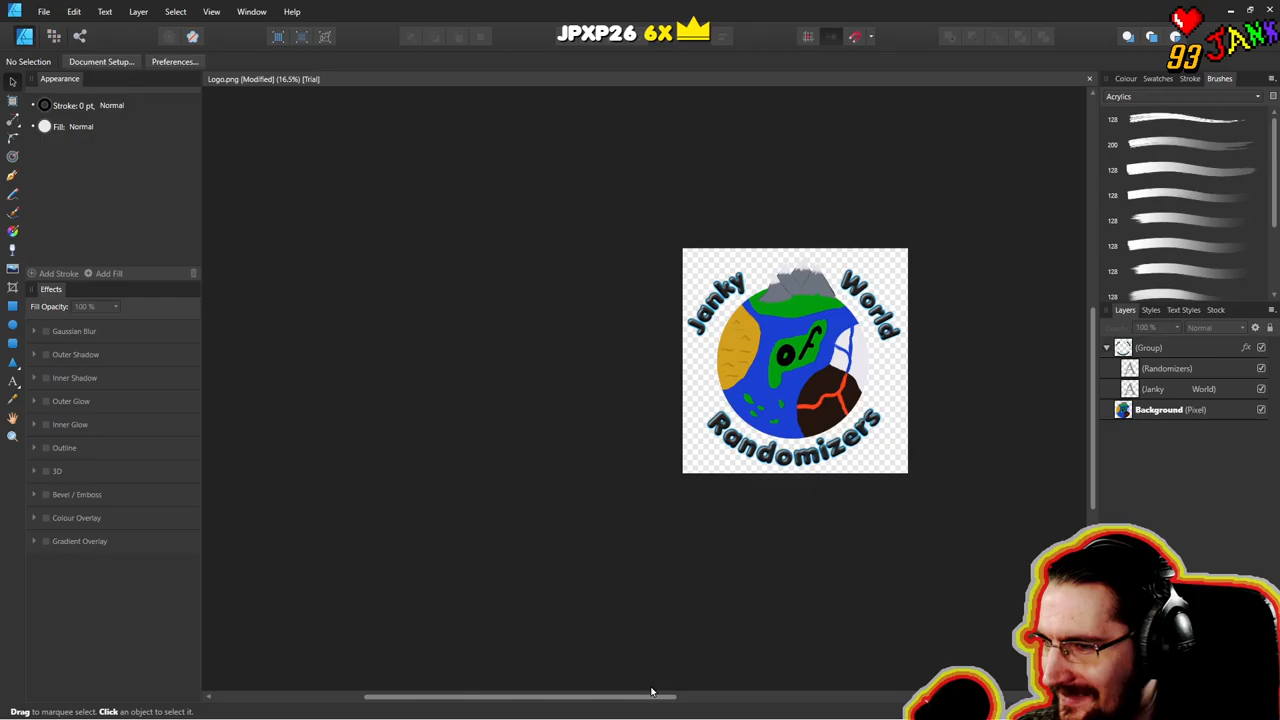 File Edit Text Layer Select View Window Help
JPXP26 6X
93 JANK
No Selection Document Setup... Preferences...
Appearance
Logo.png [Modified] (16.5%) [Trial]
Colour Swatches Stroke Brushes
Acrylics
Stroke: 0 pt, Normal
Fill: Normal
128
200
128
128
128
128
128
128
Add Stroke Add Fill
Effects
Fill Opacity: 100 %
Gaussian Blur
Outer Shadow
Inner Shadow
Outer Glow
Inner Glow
Outline
3D
Bevel / Emboss
Colour Overlay
Gradient Overlay
Janky World
of
Randomizers
Layers Styles Text Styles Stock
Opacity: 100 % Normal
(Group) fx
A (Randomizers)
A (Janky World)
Background (Pixel)
Drag to marquee select. Click an object to select it.